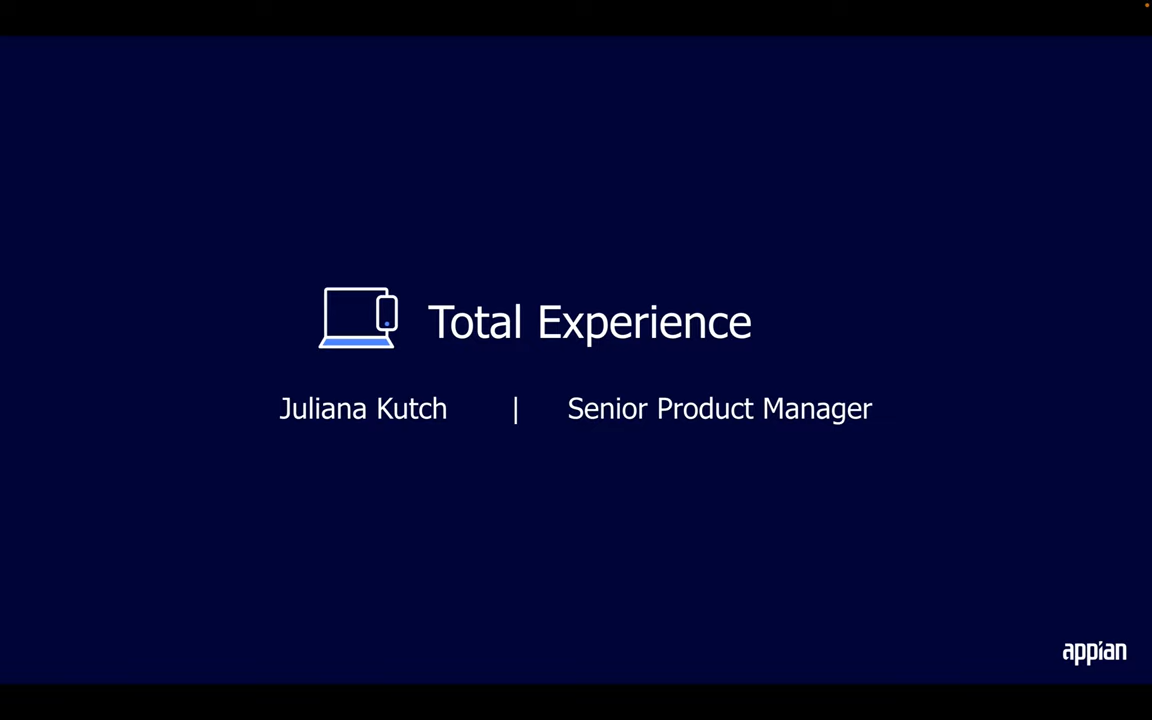 Total Experience
Juliana Kutch | Senior Product Manager
appian